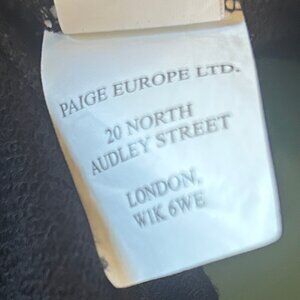 PAIGE EUROPE LTD.
20 NORTH
AUDLEY STREET
LONDON,
W1K 6WE